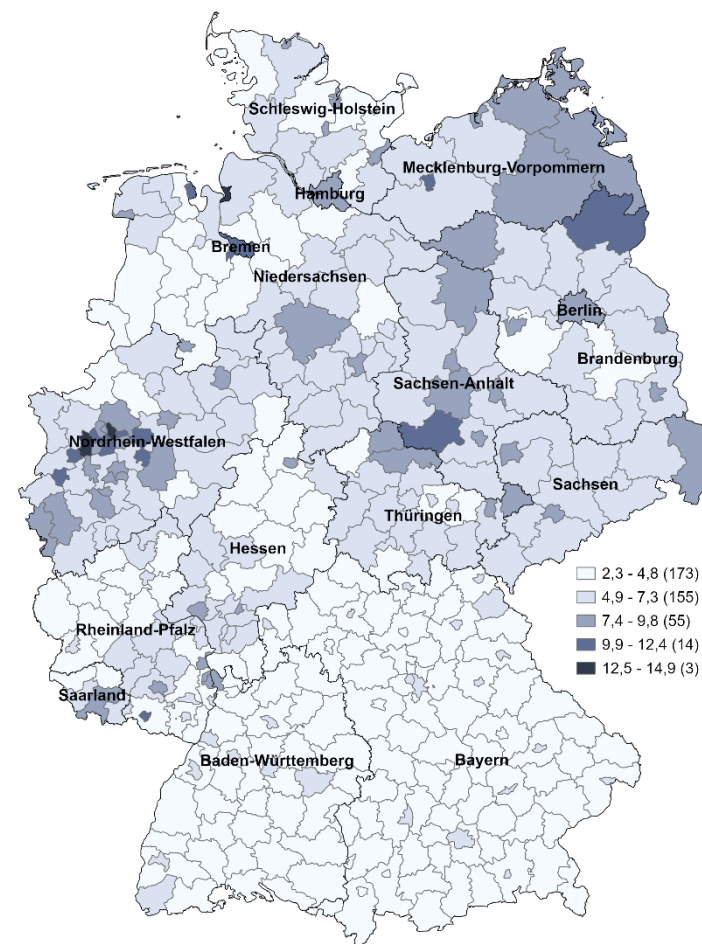 Schleswig-Holstein
Mecklenburg-Vorpommern
Hamburg
Bremen
Niedersachsen
Berlin
Brandenburg
Sachsen-Anhalt
Nordrhein-Westfalen
Sachsen
Thüringen
Hessen
2,3 - 4,8 (173)
4,9 - 7,3 (155)
7,4 - 9,8 (55)
9,9 - 12,4 (14)
12,5 - 14,9 (3)
Rheinland-Pfalz
Saarland
Baden-Württemberg
Bayern